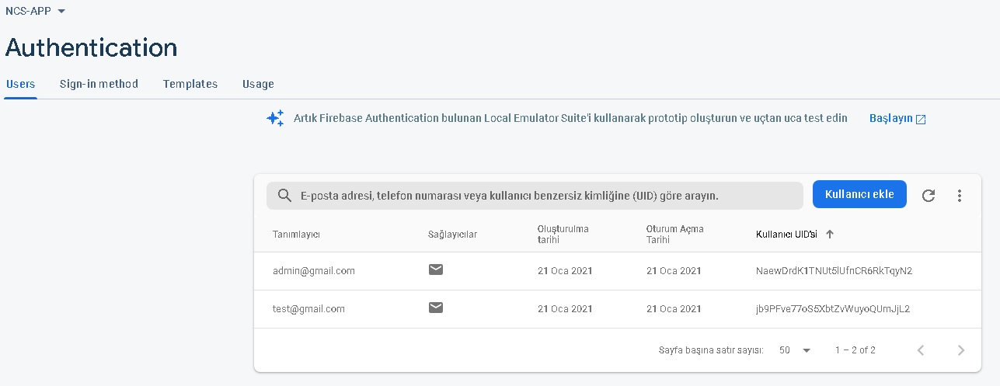 NCS-APP
Authentication
Users Sign-in method Templates Usage
Artık Firebase Authentication bulunan Local Emulator Suite'i kullanarak prototip oluşturun ve uçtan uca test edin Başlayın
E-posta adresi, telefon numarası veya kullanıcı benzersiz kimliğine (UID) göre arayın. Kullanıcı ekle
Tanımlayıcı Sağlayıcılar Oluşturulma tarihi Oturum Açma Tarihi Kullanıcı UID'si
admin@gmail.com 21 Oca 2021 21 Oca 2021 NaewDrdK1TNUt5lUfnCR6RkTqyN2
test@gmail.com 21 Oca 2021 21 Oca 2021 jb9PFve77oS5XbtZvWuyoQUmJjL2
Sayfa başına satır sayısı: 50 1 – 2 of 2